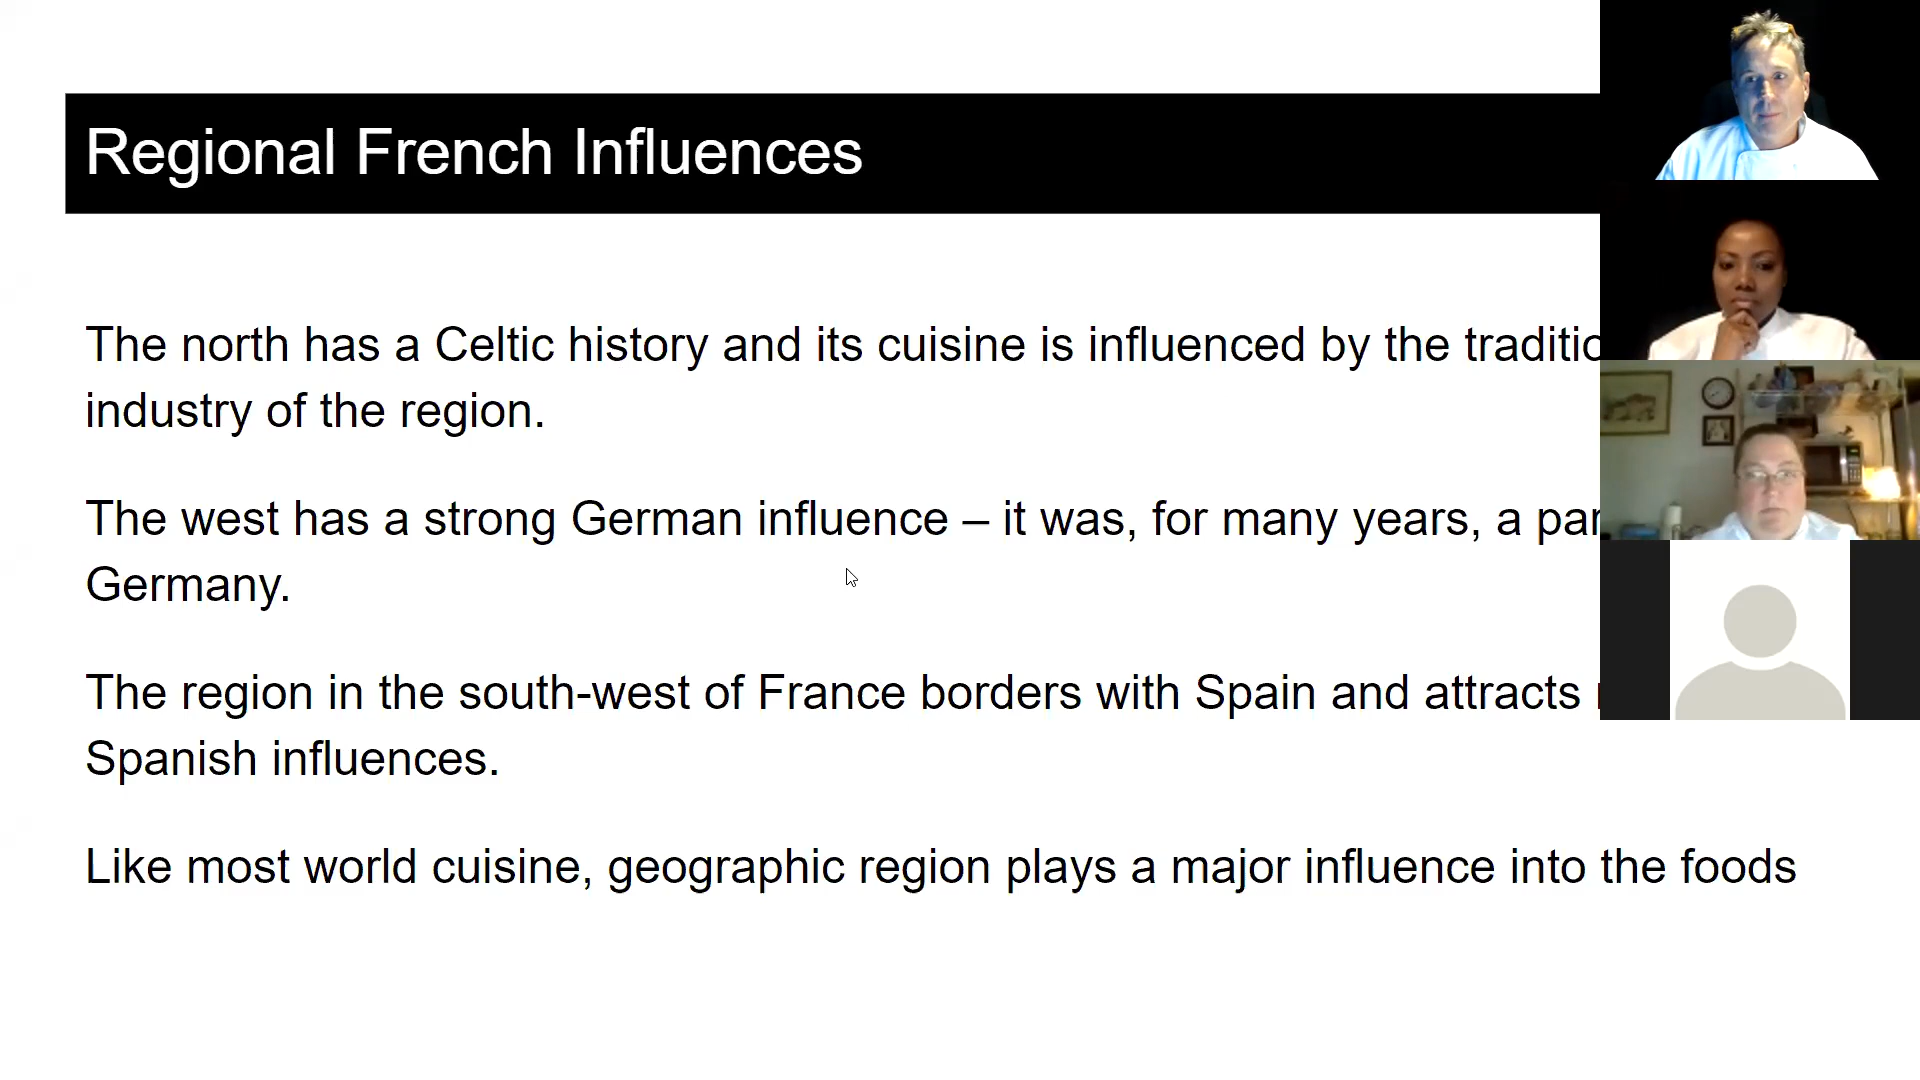 Regional French Influences
The north has a Celtic history and its cuisine is influenced by the
industry of the region.
The west has a strong German influence – it was, for many years, a
Germany.
The region in the south-west of France borders with Spain and attracts
Spanish influences.
Like most world cuisine, geographic region plays a major influence into the foods